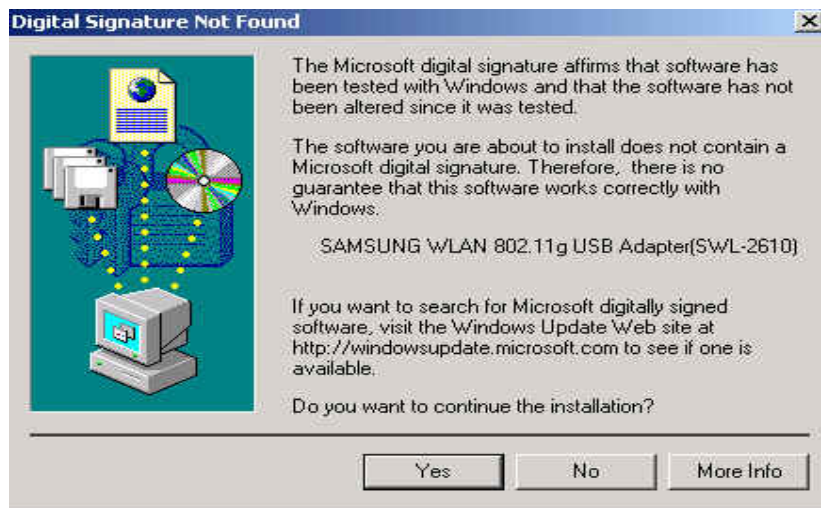 Digital Signature Not Found
The Microsoft digital signature affirms that software has
been tested with Windows and that the software has not
been altered since it was tested.
The software you are about to install does not contain a
Microsoft digital signature. Therefore, there is no
guarantee that this software works correctly with
Windows.
SAMSUNG WLAN 802.11g USB Adapter(SWL-2610)
If you want to search for Microsoft digitally signed
software, visit the Windows Update Web site at
http://windowsupdate.microsoft.com to see if one is
available.
Do you want to continue the installation?
Yes No More Info